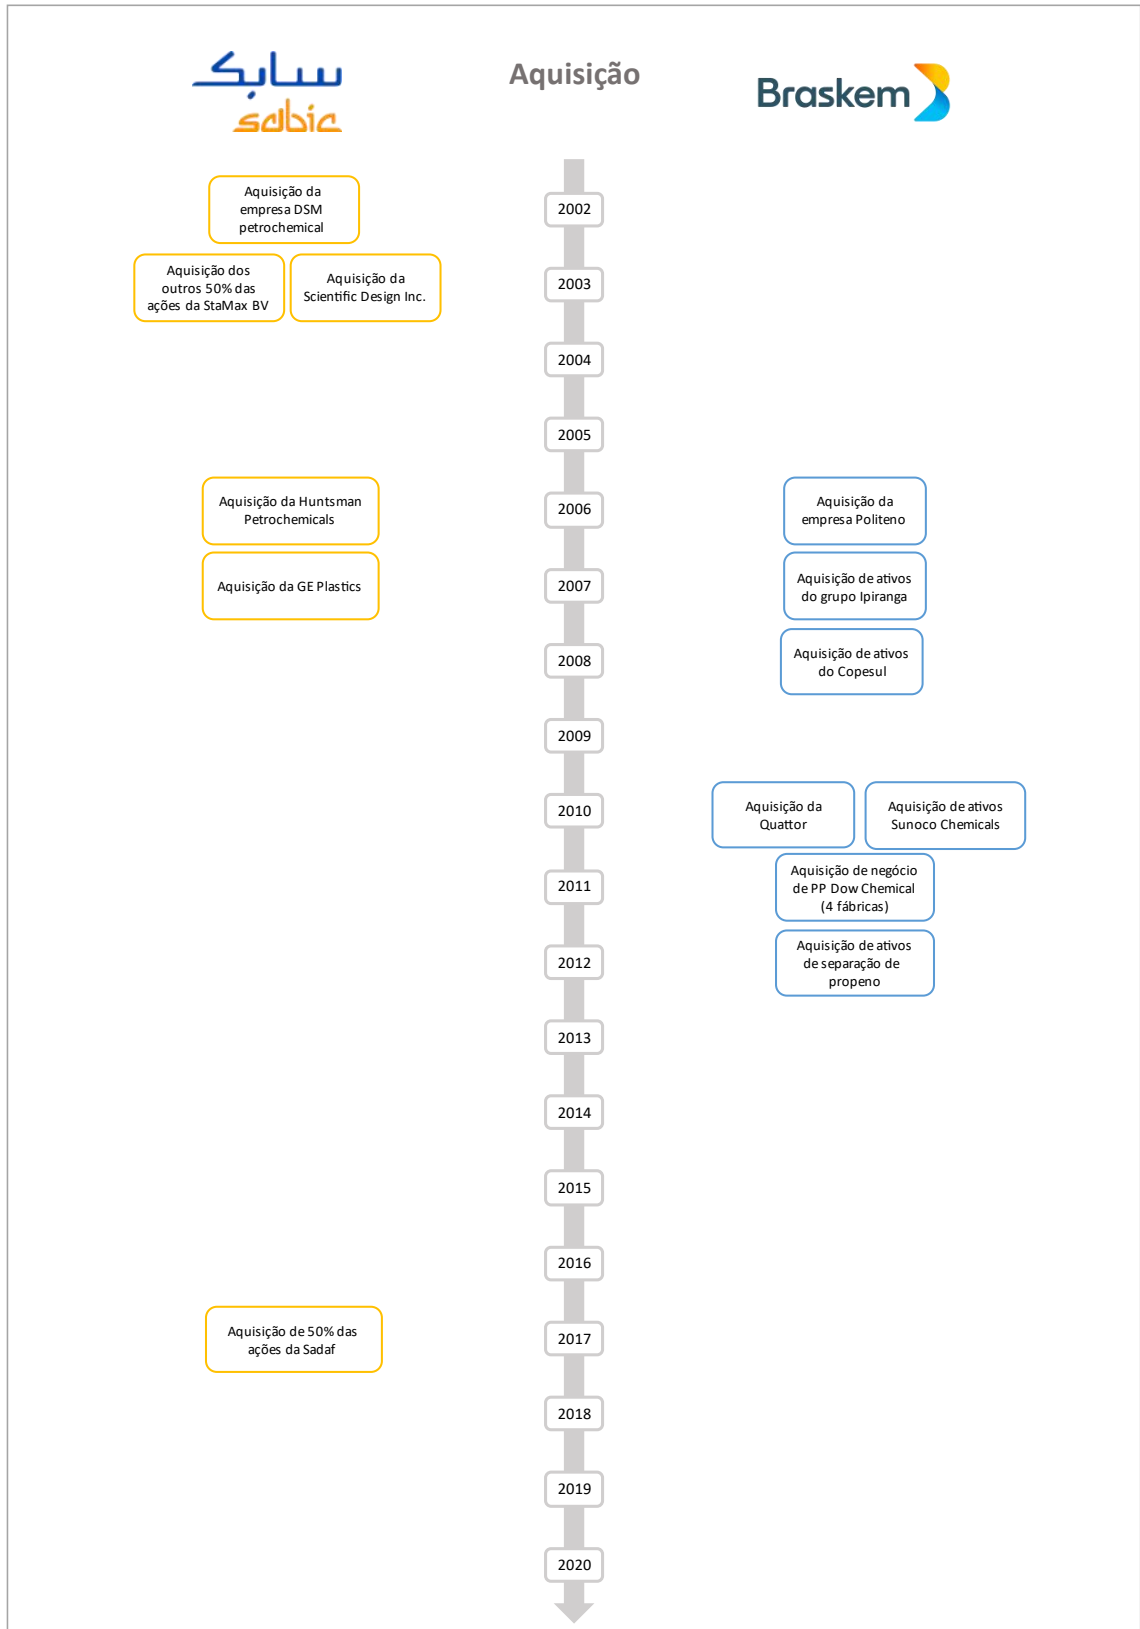 سابك
sabic
Aquisição
Braskem
Aquisição da
empresa DSM
petrochemical
2002
Aquisição dos
outros 50% das
ações da StaMax BV
Aquisição da
Scientific Design Inc.
2003
2004
2005
Aquisição da Huntsman
Petrochemicals
2006
Aquisição da
empresa Politeno
Aquisição da GE Plastics
2007
Aquisição de ativos
do grupo Ipiranga
2008
Aquisição de ativos
do Copesul
2009
2010
Aquisição da
Quattor
Aquisição de ativos
Sunoco Chemicals
2011
Aquisição de negócio
de PP Dow Chemical
(4 fábricas)
2012
Aquisição de ativos
de separação de
propeno
2013
2014
2015
2016
Aquisição de 50% das
ações da Sadaf
2017
2018
2019
2020